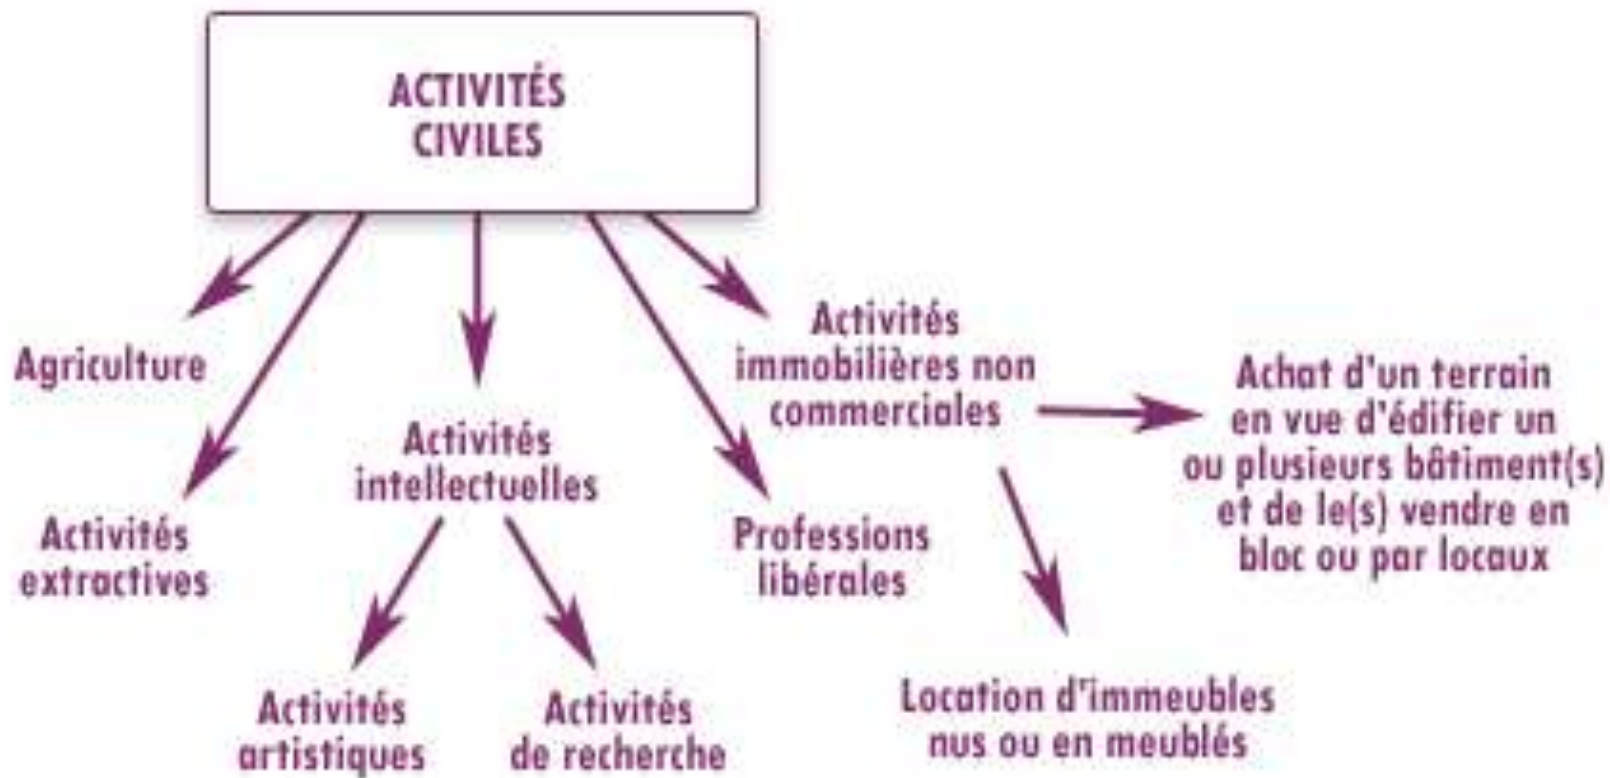 ACTIVITÉS
CIVILES
Agriculture
Activités
extractives
Activités
intellectuelles
Activités
artistiques
Activités
de recherche
Professions
libérales
Activités
immobilières non
commerciales
Achat d'un terrain
en vue d'édifier un
ou plusieurs bâtiment(s)
et de le(s) vendre en
bloc ou par locaux
Location d'immeubles
nus ou en meublés